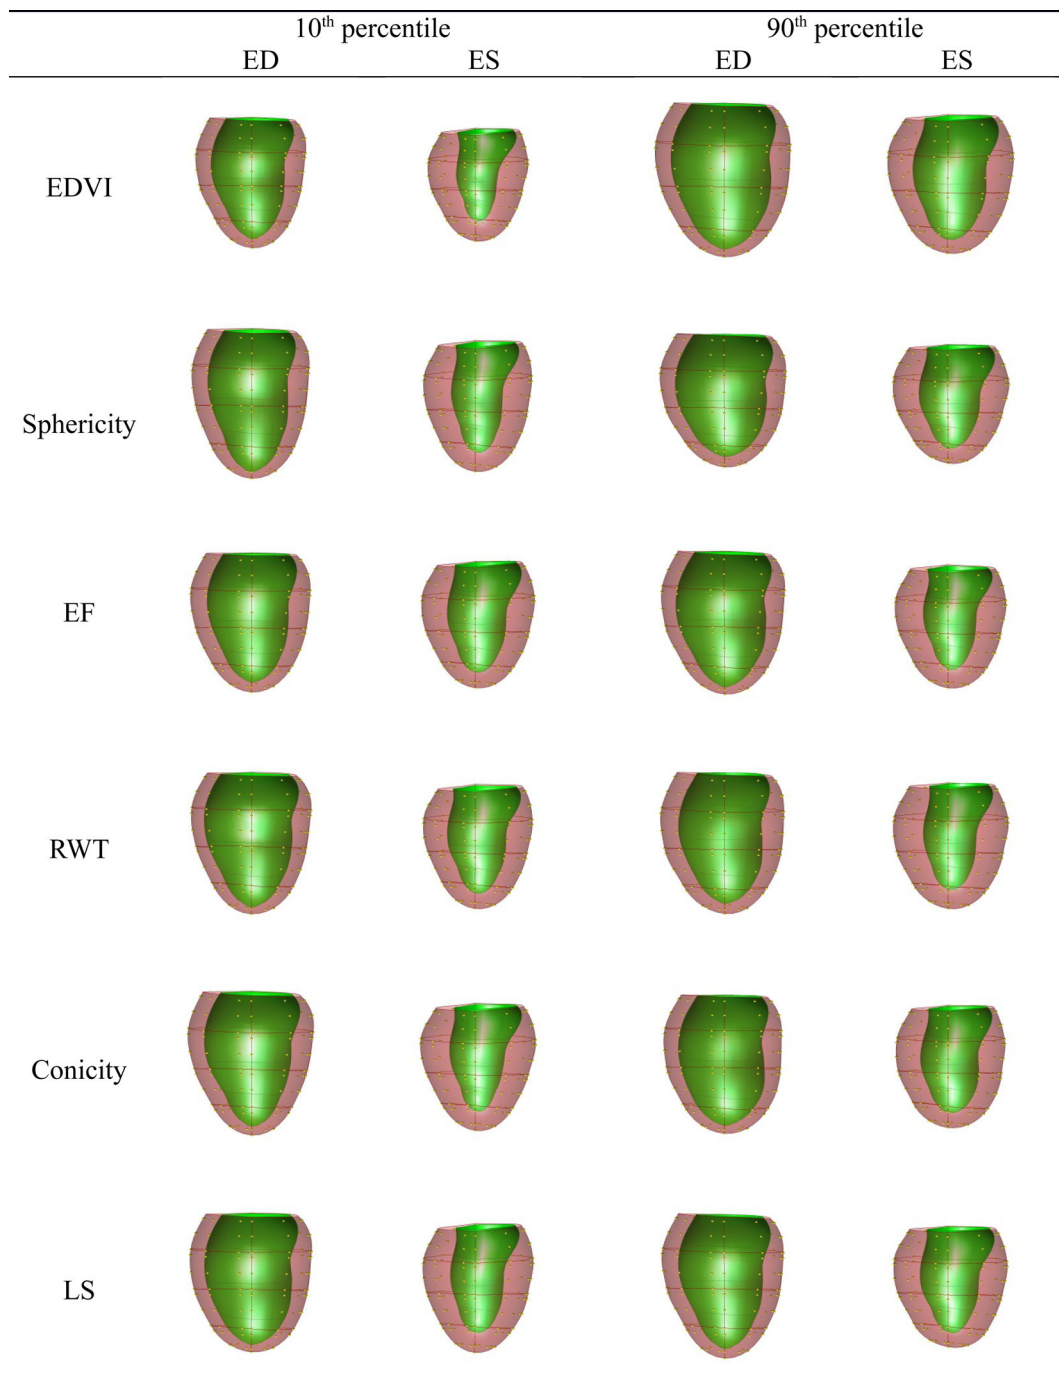 10th percentile 90th percentile
ED ES ED ES
EDVI
Sphericity
EF
RWT
Conicity
LS